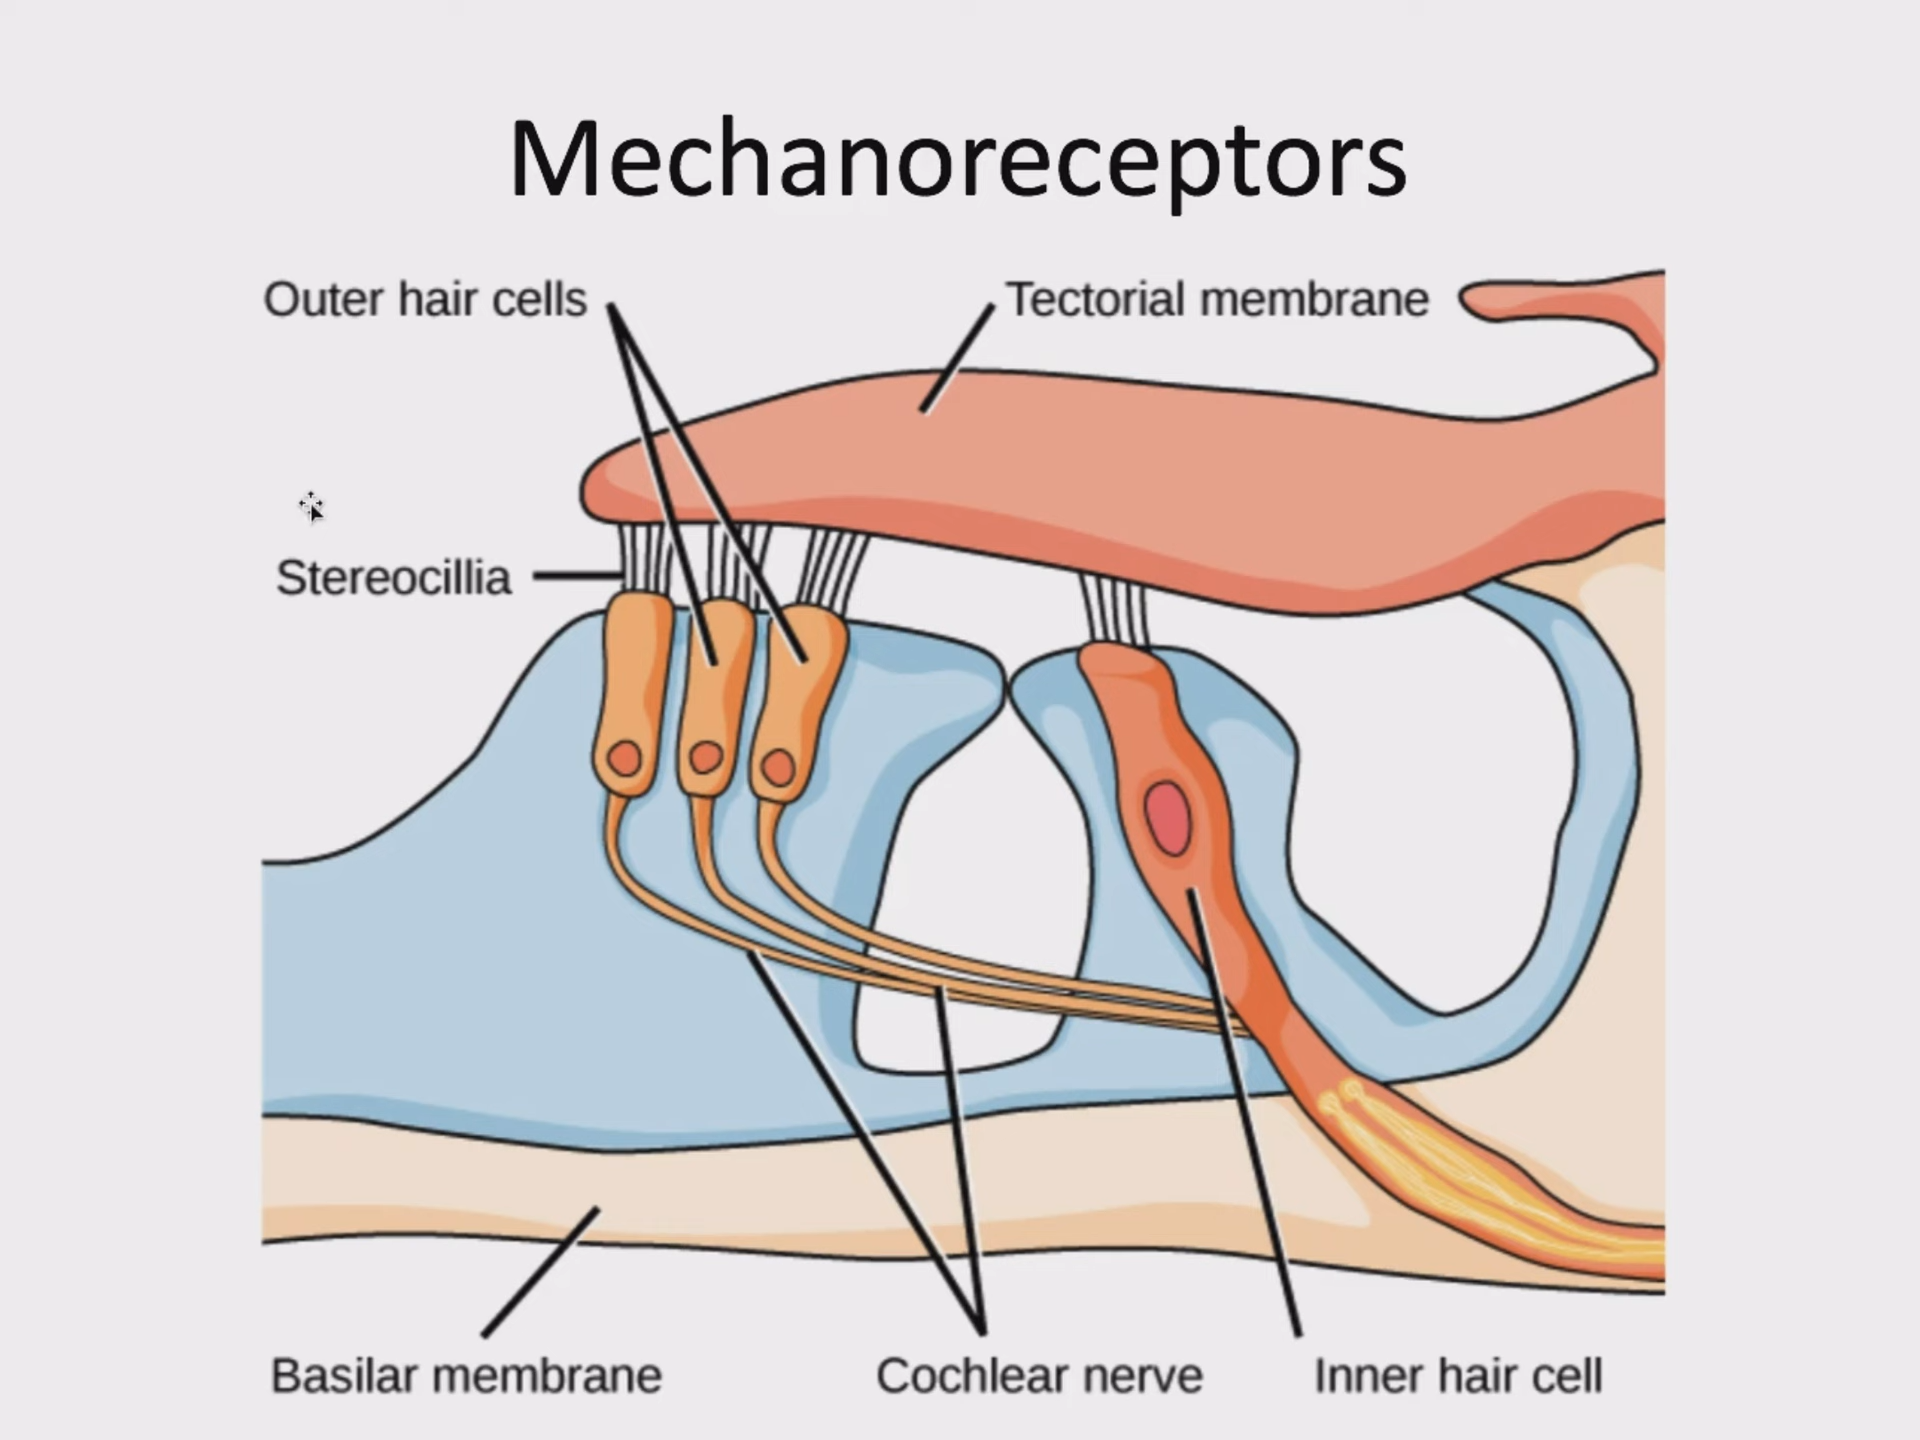 Mechanoreceptors
Outer hair cells
Tectorial membrane
Stereocillia
Basilar membrane
Cochlear nerve
Inner hair cell